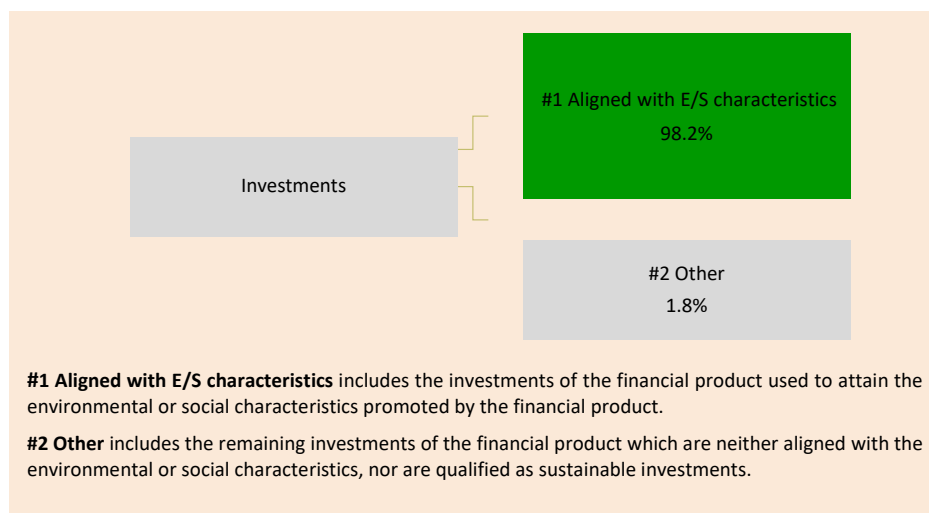 #1 Aligned with E/S characteristics
98.2%
Investments
#2 Other
1.8%
#1 Aligned with E/S characteristics includes the investments of the financial product used to attain the
environmental or social characteristics promoted by the financial product.
#2 Other includes the remaining investments of the financial product which are neither aligned with the
environmental or social characteristics, nor are qualified as sustainable investments.